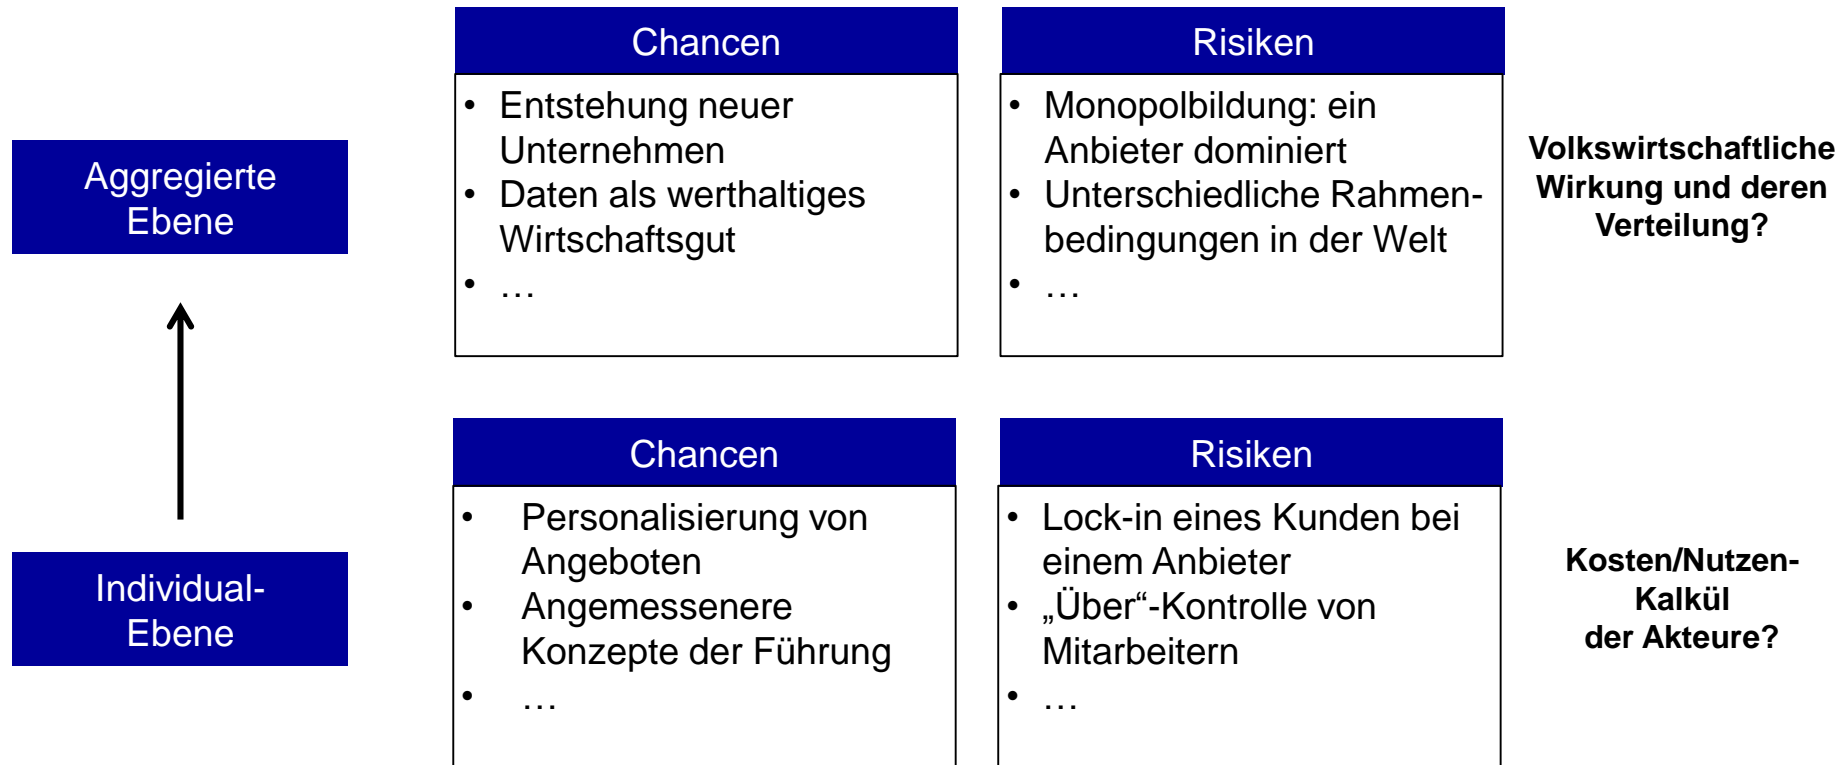 Chancen
Risiken
Aggregierte
Ebene
• Entstehung neuer
Unternehmen
• Daten als werthaltiges
Wirtschaftsgut
• …
• Monopolbildung: ein
Anbieter dominiert
• Unterschiedliche Rahmen-
bedingungen in der Welt
• …
Volkswirtschaftliche
Wirkung und deren
Verteilung?
Chancen
Risiken
Individual-
Ebene
• Personalisierung von
Angeboten
• Angemessenere
Konzepte der Führung
• …
• Lock-in eines Kunden bei
einem Anbieter
• „Über“-Kontrolle von
Mitarbeitern
• …
Kosten/Nutzen-
Kalkül
der Akteure?